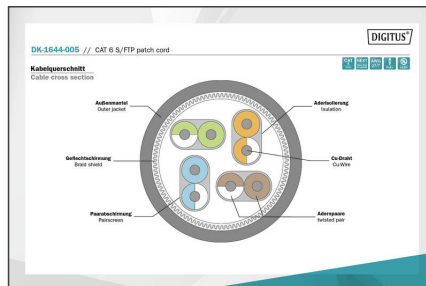 DIGITUS®
DK-1644-005 // CAT 6 S/FTP patch cord
Kabelquerschnitt
Cable cross section
Außenmantel
Outer jacket
Aderisolierung
Isolation
Geflechtschirmung
Braid shield
Cu-Draht
Cu-Wire
Paarabschirmung
Pairscreen
Adernpaare
twisted pair